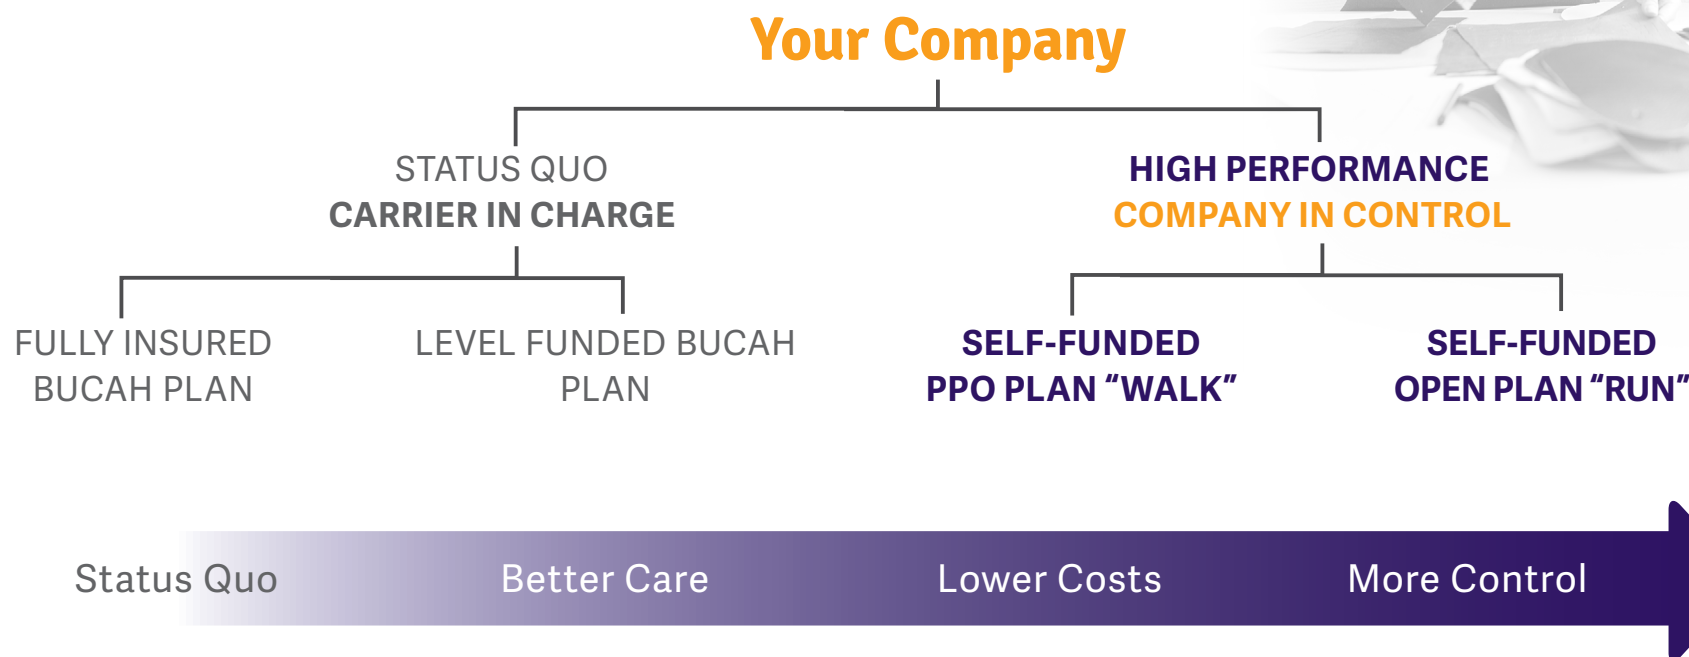 Your Company
STATUS QUO
CARRIER IN CHARGE
HIGH PERFORMANCE
COMPANY IN CONTROL
FULLY INSURED
BUCAH PLAN
LEVEL FUNDED BUCAH
PLAN
SELF-FUNDED
PPO PLAN “WALK”
SELF-FUNDED
OPEN PLAN “RUN”
Status Quo
Better Care
Lower Costs
More Control